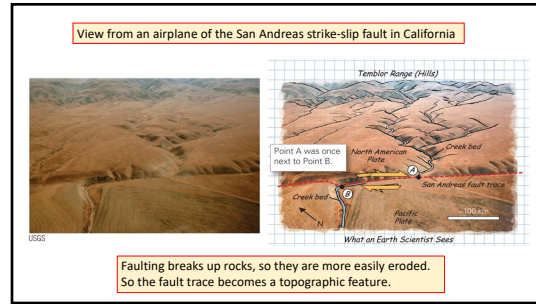 View from an airplane of the San Andreas strike-slip fault in California
Temblor Range (Hills)
Creek bed
Point A was once
next to Point B.
North American
Plate
A
San Andreas fault trace
B
Creek bed
Pacific
Plate
~100 km
N
USGS
What an Earth Scientist Sees
Faulting breaks up rocks, so they are more easily eroded.
So the fault trace becomes a topographic feature.